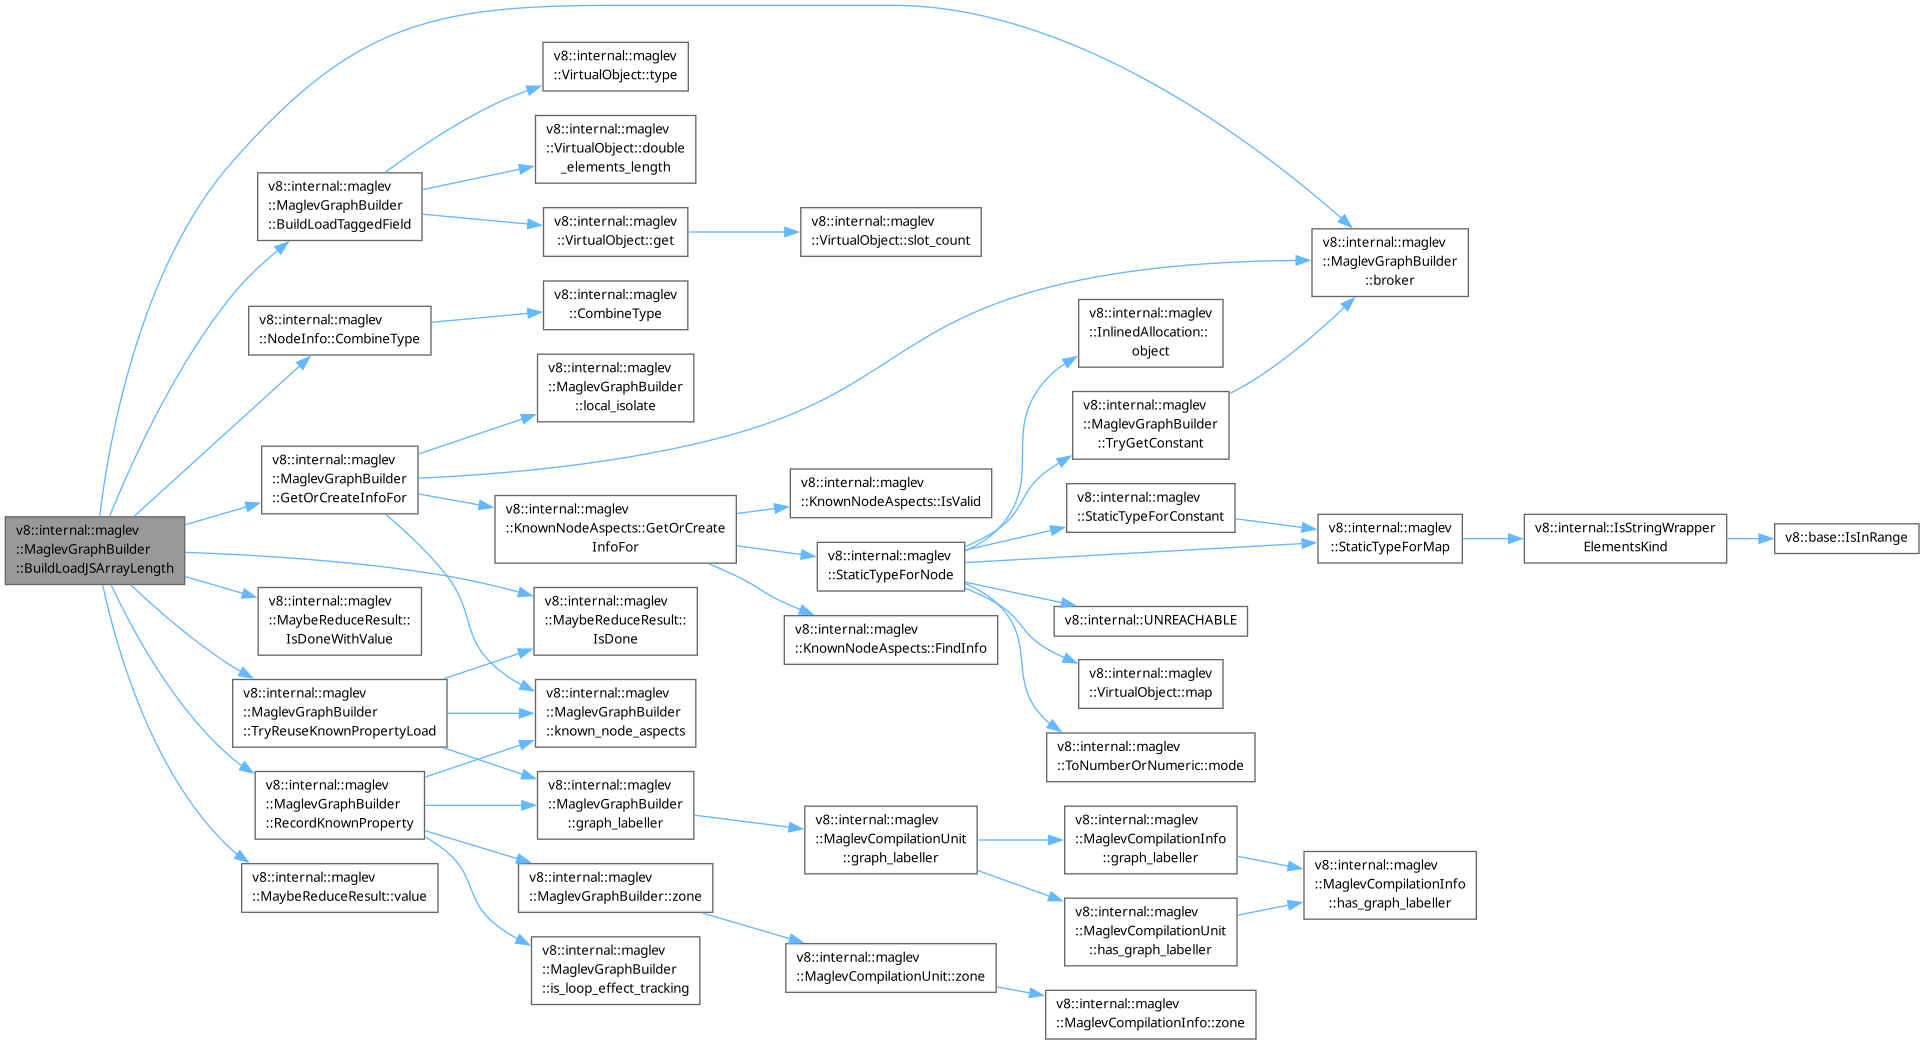 v8::internal::maglev
::MaglevGraphBuilder
::BuildLoadJSArrayLength
v8::internal::maglev
::MaglevGraphBuilder
::BuildLoadTaggedField
v8::internal::maglev
::NodeInfo::CombineType
v8::internal::maglev
::MaglevGraphBuilder
::GetOrCreateInfoFor
v8::internal::maglev
::MaybeReduceResult::
IsDoneWithValue
v8::internal::maglev
::MaglevGraphBuilder
::TryReuseKnownPropertyLoad
v8::internal::maglev
::MaglevGraphBuilder
::RecordKnownProperty
v8::internal::maglev
::MaybeReduceResult::value
v8::internal::maglev
::VirtualObject::type
v8::internal::maglev
::VirtualObject::double
_elements_length
v8::internal::maglev
::VirtualObject::get
v8::internal::maglev
::CombineType
v8::internal::maglev
::MaglevGraphBuilder
::local_isolate
v8::internal::maglev
::KnownNodeAspects::GetOrCreate
InfoFor
v8::internal::maglev
::MaybeReduceResult::
IsDone
v8::internal::maglev
::MaglevGraphBuilder
::known_node_aspects
v8::internal::maglev
::MaglevGraphBuilder
::graph_labeller
v8::internal::maglev
::MaglevGraphBuilder::zone
v8::internal::maglev
::MaglevGraphBuilder
::is_loop_effect_tracking
v8::internal::maglev
::VirtualObject::slot_count
v8::internal::maglev
::KnownNodeAspects::IsValid
v8::internal::maglev
::StaticTypeForNode
v8::internal::maglev
::KnownNodeAspects::FindInfo
v8::internal::maglev
::MaglevCompilationUnit
::graph_labeller
v8::internal::maglev
::MaglevCompilationUnit::zone
v8::internal::maglev
::InlinedAllocation::
object
v8::internal::maglev
::MaglevGraphBuilder
::TryGetConstant
v8::internal::maglev
::StaticTypeForConstant
v8::internal::UNREACHABLE
v8::internal::maglev
::VirtualObject::map
v8::internal::maglev
::ToNumberOrNumeric::mode
v8::internal::maglev
::MaglevCompilationInfo
::graph_labeller
v8::internal::maglev
::MaglevCompilationUnit
::has_graph_labeller
v8::internal::maglev
::MaglevCompilationInfo::zone
v8::internal::maglev
::MaglevGraphBuilder
::broker
v8::internal::maglev
::StaticTypeForMap
v8::internal::maglev
::MaglevCompilationInfo
::has_graph_labeller
v8::internal::IsStringWrapper
ElementsKind
v8::base::IsInRange